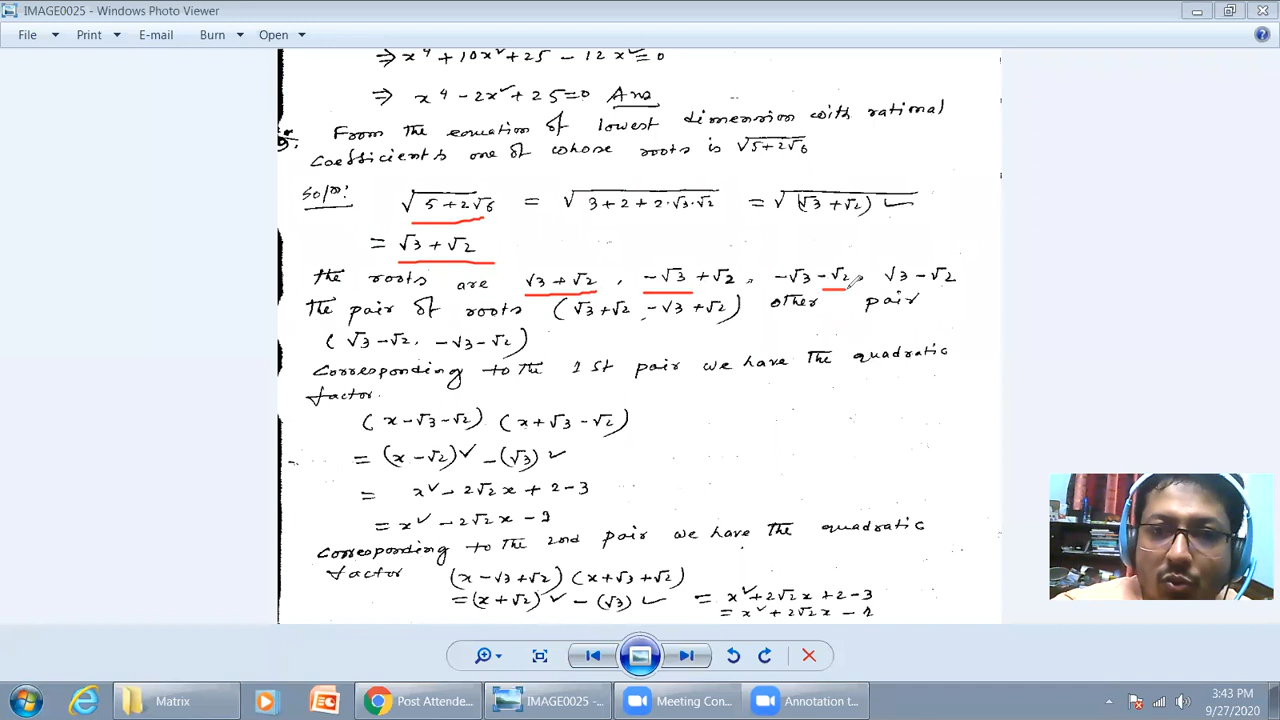 IMAGE0025 - Windows Photo Viewer
File Print E-mail Burn Open
⇒ x⁴ + 10x² + 25 − 12x² = 0
⇒ x⁴ − 2x² + 25 = 0 Ans
From the equation of lowest dimension with rational
coefficients one of whose roots is √5+2√6
Solⁿ: √5+2√6 = √3+2+2·√3·√2 = √(√3+√2)²
= √3+√2
the roots are √3+√2, −√3+√2, −√3−√2, √3−√2
The pair of roots (√3+√2, −√3+√2) other pair
(√3−√2, −√3−√2)
Corresponding to the 1st pair we have the quadratic
factor.
(x−√3−√2) (x+√3−√2)
= (x−√2)² − (√3)²
= x² − 2√2x + 2−3
= x² − 2√2x −1
Corresponding to the 2nd pair we have the quadratic
factor (x−√3+√2) (x+√3+√2)
= (x+√2)² − (√3)² = x²+2√2x+2−3
= x²+2√2x−1
Matrix
Post Attende...
IMAGE0025 -...
Meeting Con...
Annotation t...
3:43 PM
9/27/2020